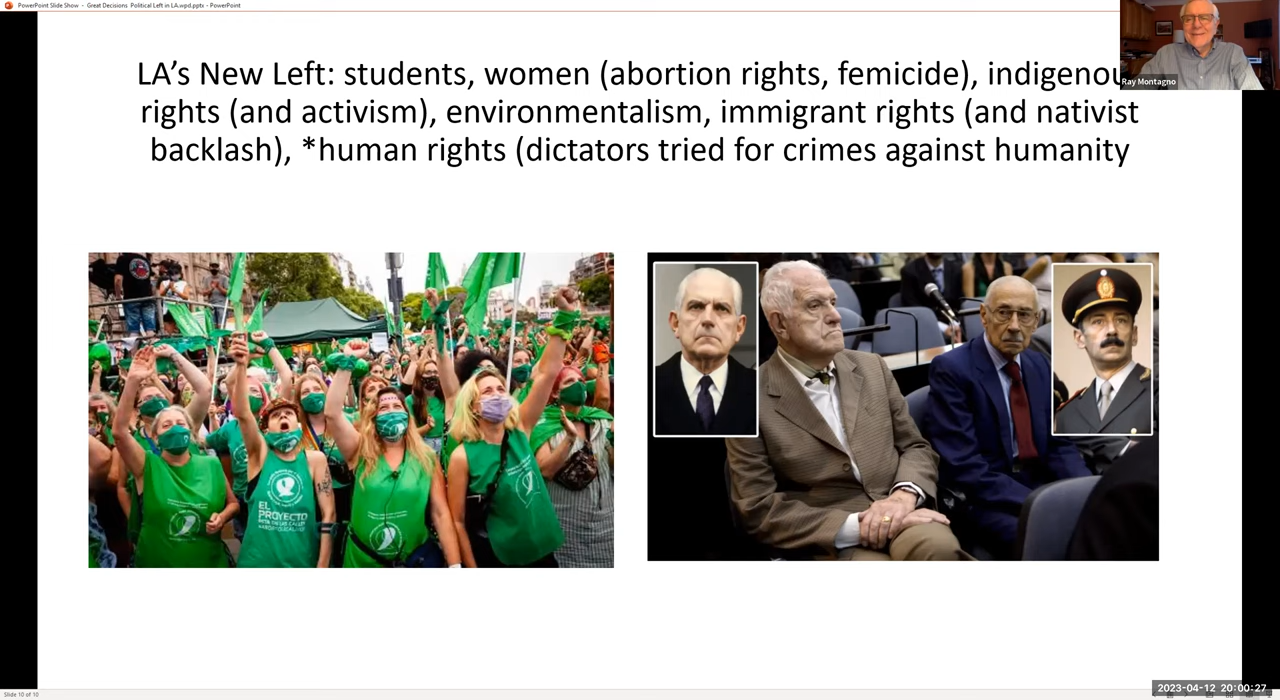 PowerPoint Slide Show - Great Decisions Political Left in LA.wpd.pptx - PowerPoint
Ray Montagno
LA's New Left: students, women (abortion rights, femicide), indigenou
rights (and activism), environmentalism, immigrant rights (and nativist
backlash), *human rights (dictators tried for crimes against humanity
EL
PROYECTO
Slide 10 of 10
2023-04-12 20:00:27